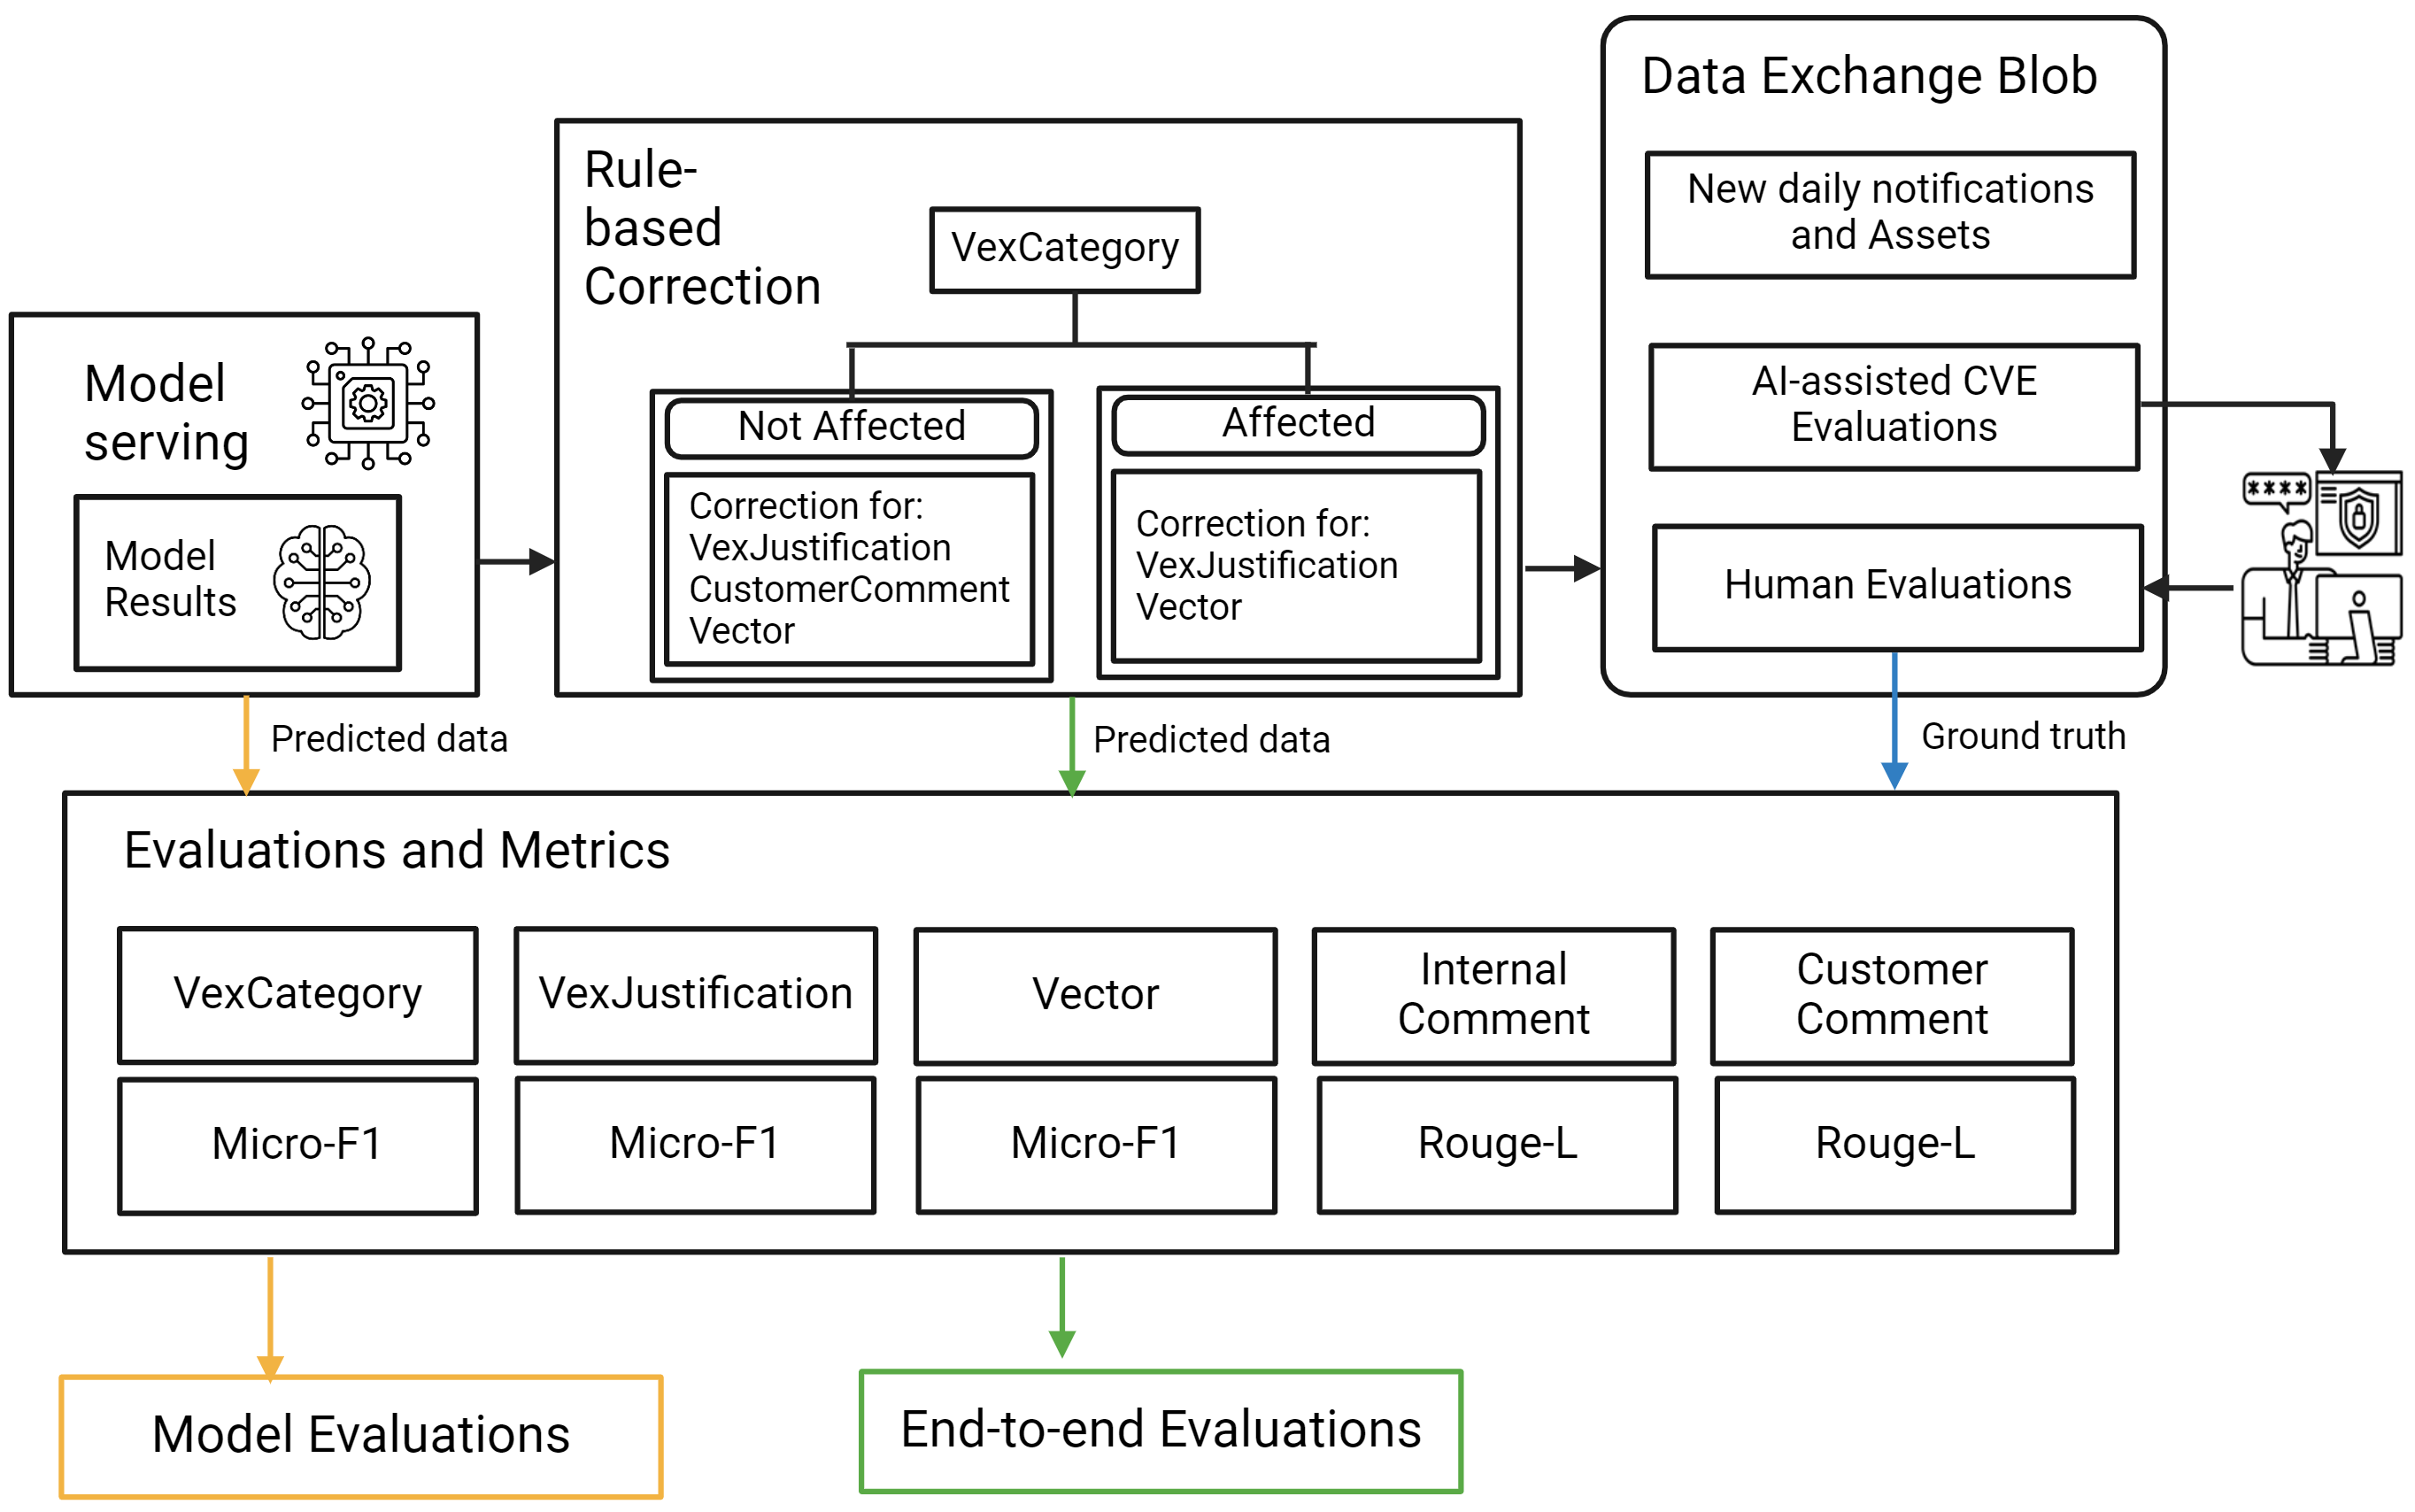 Model
serving
Model
Results
Rule-
based
Correction
VexCategory
Not Affected
Correction for:
VexJustification
CustomerComment
Vector
Affected
Correction for:
VexJustification
Vector
Data Exchange Blob
New daily notifications
and Assets
AI-assisted CVE
Evaluations
Human Evaluations
****
Predicted data
Predicted data
Ground truth
Evaluations and Metrics
VexCategory
VexJustification
Vector
Internal
Comment
Customer
Comment
Micro-F1
Micro-F1
Micro-F1
Rouge-L
Rouge-L
Model Evaluations
End-to-end Evaluations